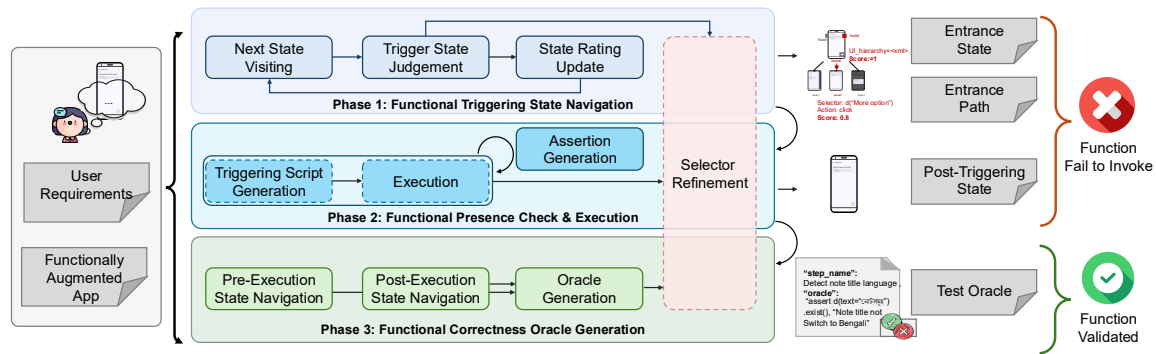 User
Requirements
Functionally
Augmented
App
Next State
Visiting
Trigger State
Judgement
State Rating
Update
Phase 1: Functional Triggering State Navigation
Triggering Script
Generation
Execution
Assertion
Generation
Phase 2: Functional Presence Check & Execution
Pre-Execution
State Navigation
Post-Execution
State Navigation
Oracle
Generation
Phase 3: Functional Correctness Oracle Generation
Selector
Refinement
UI_hierarchy=<xml>.
Score:=1
Selector: d("More option")
Action: click
Score: 0.8
"step_name":
Detect note title language ,
"oracle":
"assert d(text="নোটসমূহ")
.exist(), "Note title not
Switch to Bengali"
Entrance
State
Entrance
Path
Post-Triggering
State
Test Oracle
Function
Fail to Invoke
Function
Validated